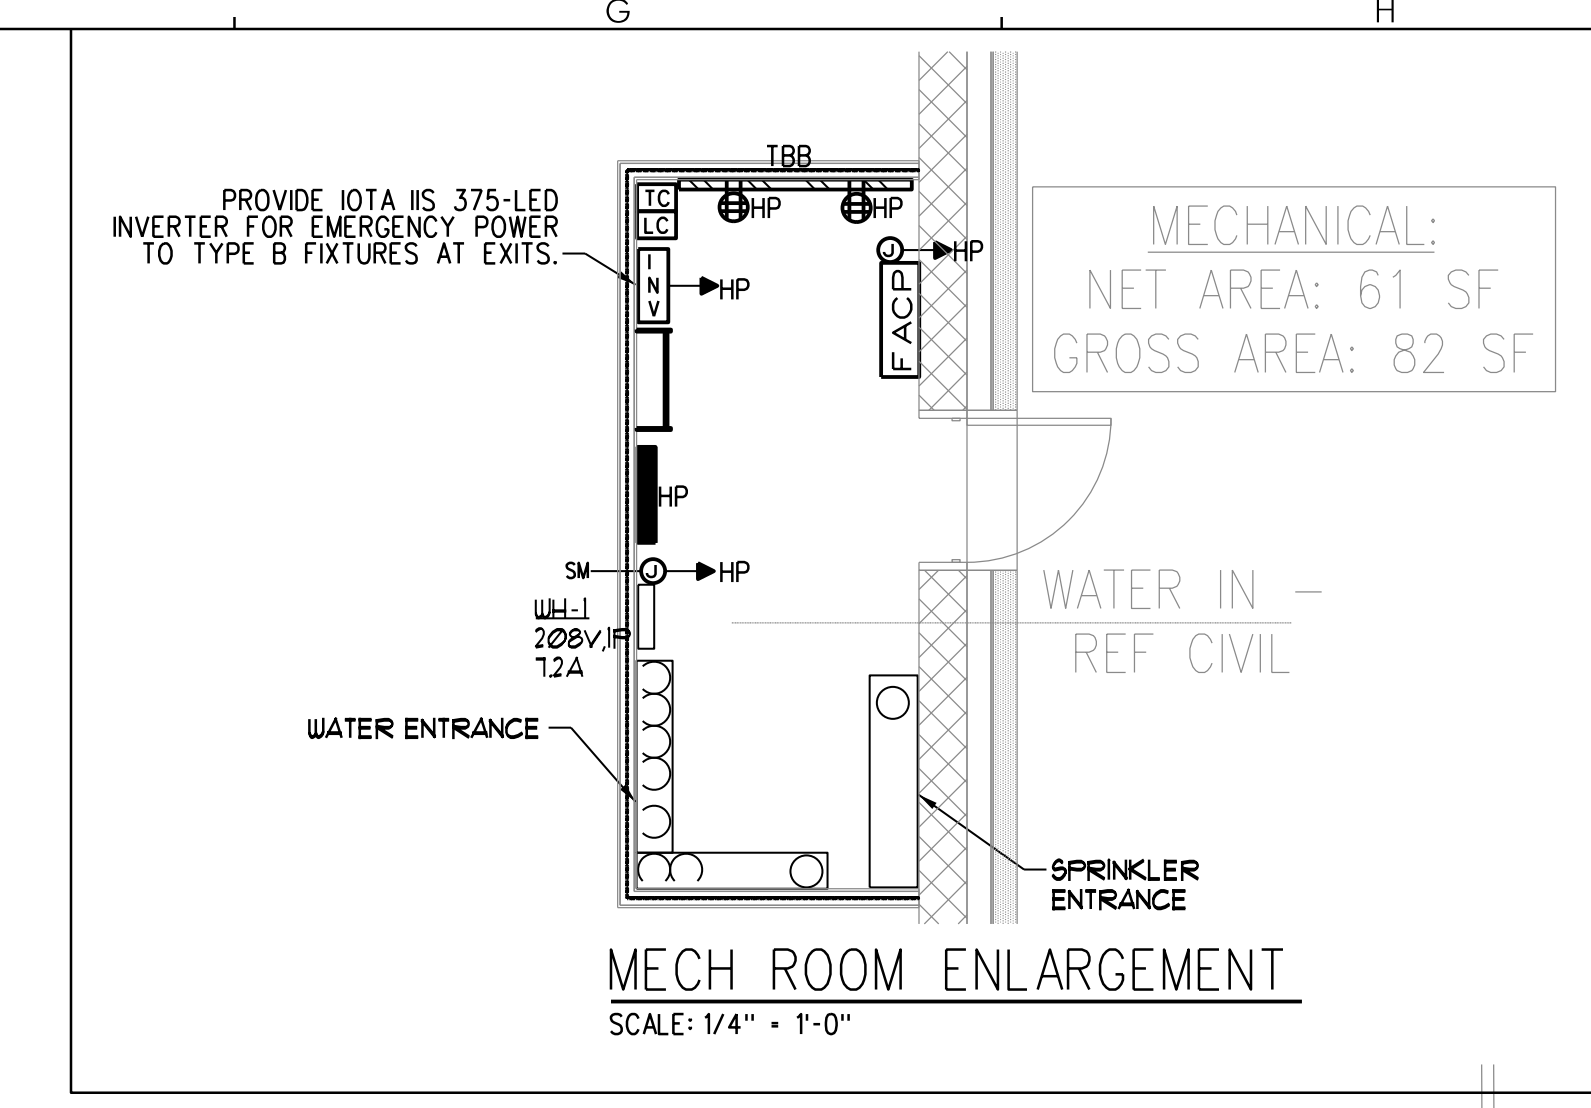 G
H
TBB
PROVIDE IOTA IIS 375-LED
INVERTER FOR EMERGENCY POWER
TO TYPE B FIXTURES AT EXITS.
TC
LC
HP
HP
J
HP
I
N
V
HP
FACP
MECHANICAL:
NET AREA: 61 SF
GROSS AREA: 82 SF
HP
SM
J
HP
WH-1
208V,1P
7.2A
WATER IN -
REF CIVIL
WATER ENTRANCE
SPRINKLER
ENTRANCE
MECH ROOM ENLARGEMENT
SCALE: 1/4" = 1'-0"